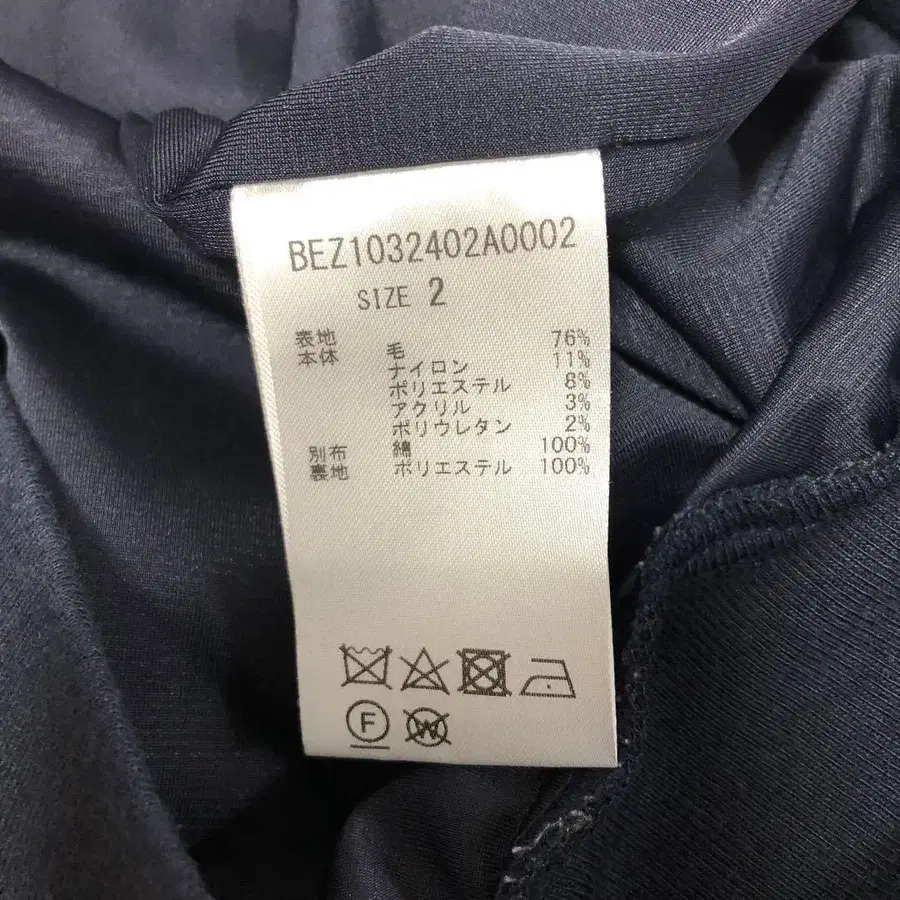 BEZ1032402A0002
SIZE 2
表地 毛 76%
本体 ナイロン 11%
ポリエステル 8%
アクリル 3%
ポリウレタン 2%
別布 綿 100%
裏地 ポリエステル 100%
F W